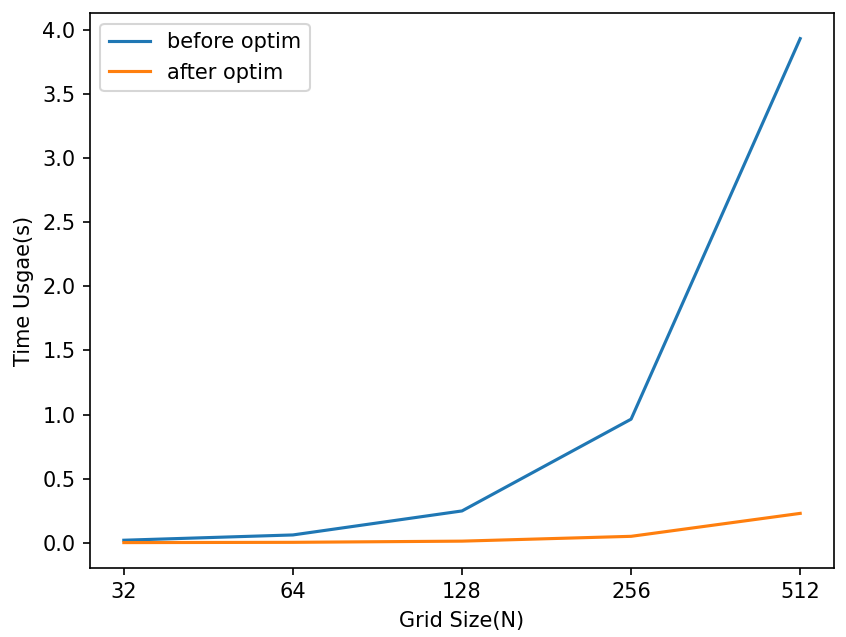 before optim
after optim
4.0
3.5
3.0
2.5
2.0
1.5
1.0
0.5
0.0
Time Usgae(s)
32 64 128 256 512
Grid Size(N)